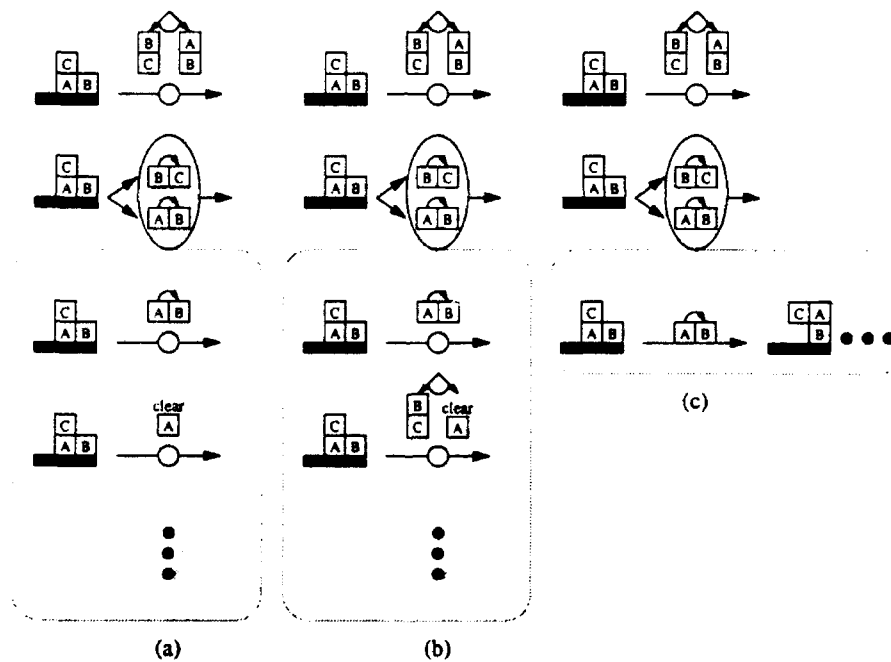 B A B A B A
C C B C C B C C B
A B A B A B
C C C
A B B C A B B C A B B C
A B A B A B
C A B C A B C C A
A B A B A B A B B
clear B clear
C A C C A
A B A B
(c)
(a) (b)